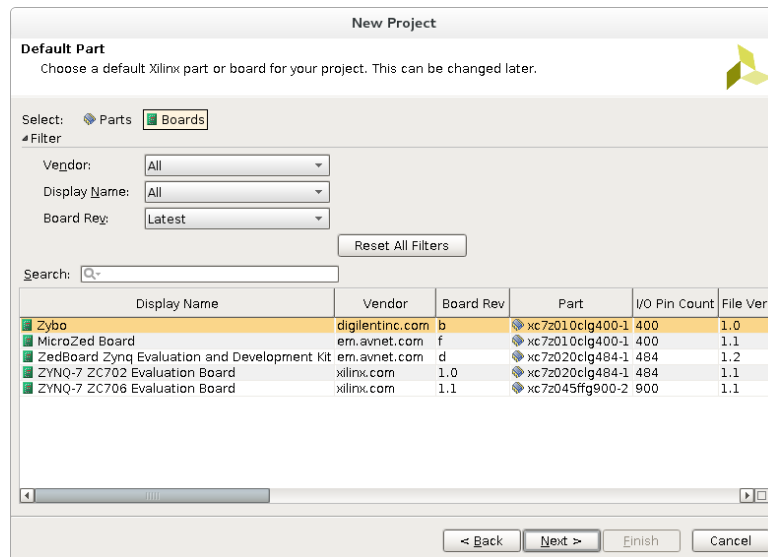 New Project
Default Part
Choose a default Xilinx part or board for your project. This can be changed later.
Select: Parts Boards
Filter
Vendor: All
Display Name: All
Board Rev: Latest
Reset All Filters
Search:
Display Name Vendor Board Rev Part I/O Pin Count File Ver
Zybo digilentinc.com b xc7z010clg400-1 400 1.0
MicroZed Board em.avnet.com f xc7z010clg400-1 400 1.1
ZedBoard Zynq Evaluation and Development Kit em.avnet.com d xc7z020clg484-1 484 1.2
ZYNQ-7 ZC702 Evaluation Board xilinx.com 1.0 xc7z020clg484-1 484 1.1
ZYNQ-7 ZC706 Evaluation Board xilinx.com 1.1 xc7z045ffg900-2 900 1.1
< Back Next > Finish Cancel